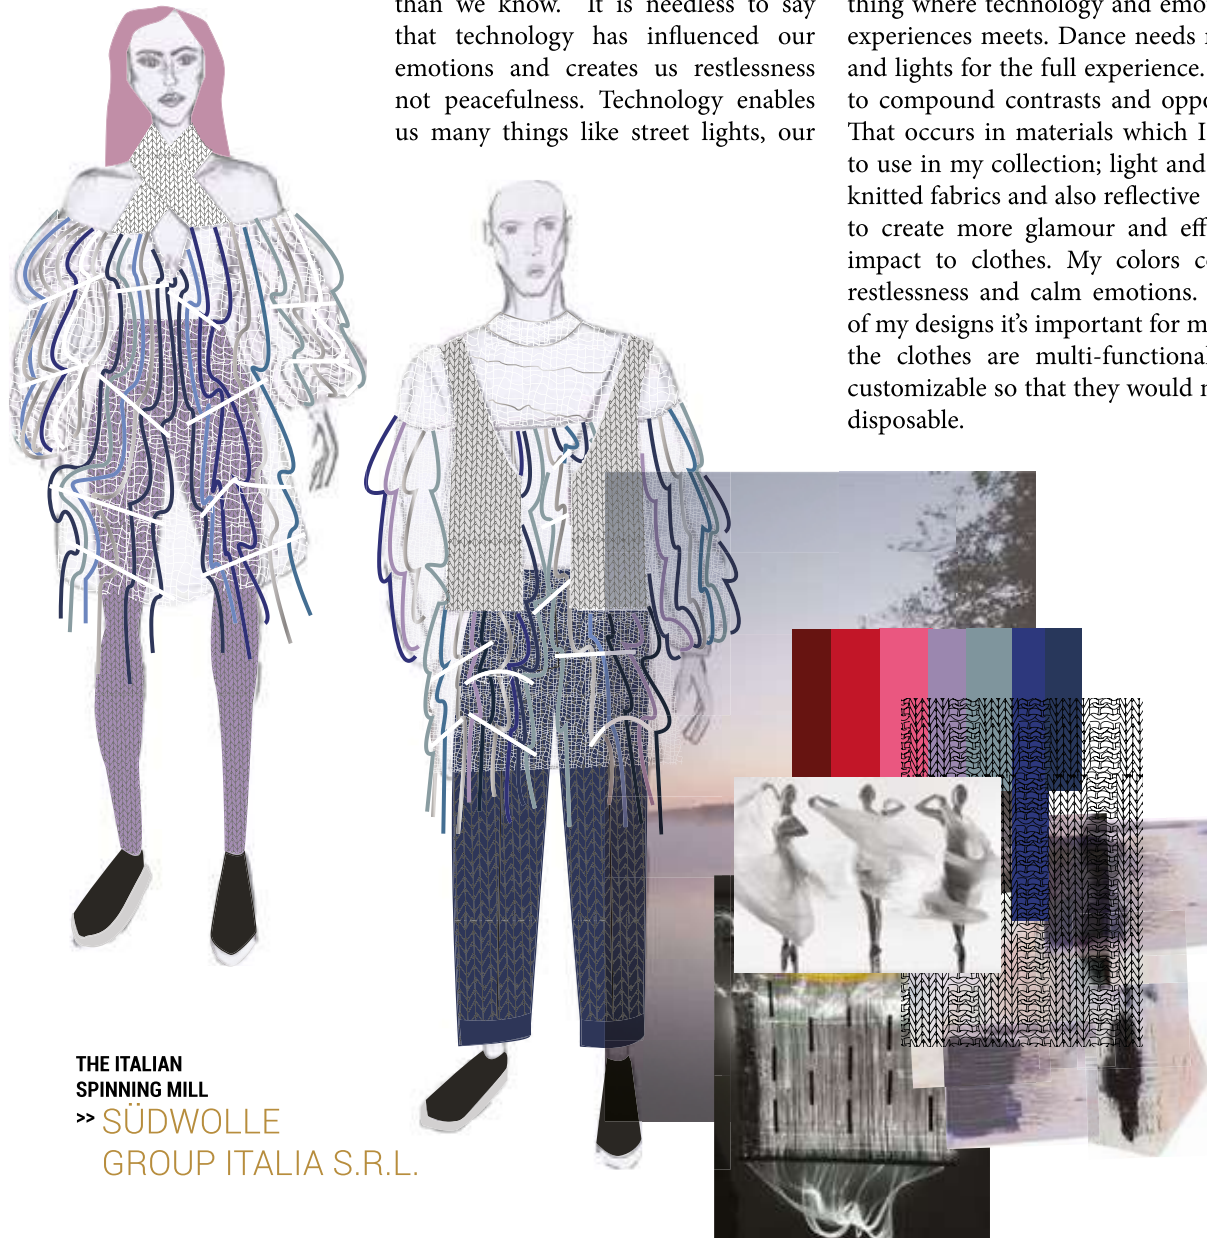 than we know. It is needless to say
that technology has influenced our
emotions and creates us restlessness
not peacefulness. Technology enables
us many things like street lights, our
thing where technology and
experiences meets. Dance needs
and lights for the full experience.
to compound contrasts and
That occurs in materials which I
to use in my collection; light and
knitted fabrics and also reflective
to create more glamour and
impact to clothes. My colors
restlessness and calm emotions.
of my designs it's important for
the clothes are multi-functional
customizable so that they would
disposable.
THE ITALIAN
SPINNING MILL
>> SÜDWOLLE
GROUP ITALIA S.R.L.